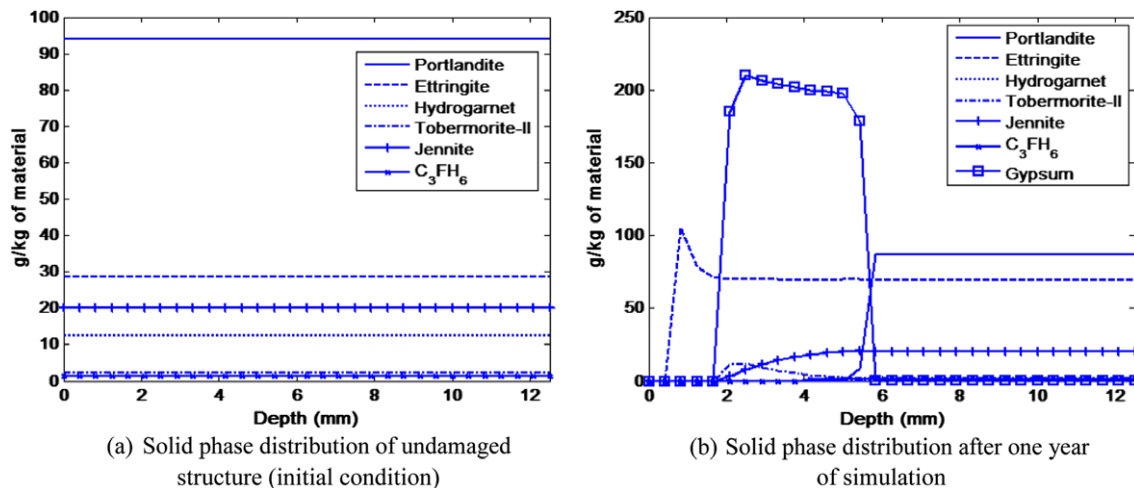 100
90
80
70
60
50
40
30
20
10
0
g/kg of material
Portlandite
Ettringite
Hydrogarnet
Tobermorite-II
Jennite
C₃FH₆
0 2 4 6 8 10 12
Depth (mm)
(a) Solid phase distribution of undamaged
structure (initial condition)
250
200
150
100
50
0
g/kg of material
Portlandite
Ettringite
Hydrogarnet
Tobermorite-II
Jennite
C₃FH₆
Gypsum
0 2 4 6 8 10 12
Depth (mm)
(b) Solid phase distribution after one year
of simulation